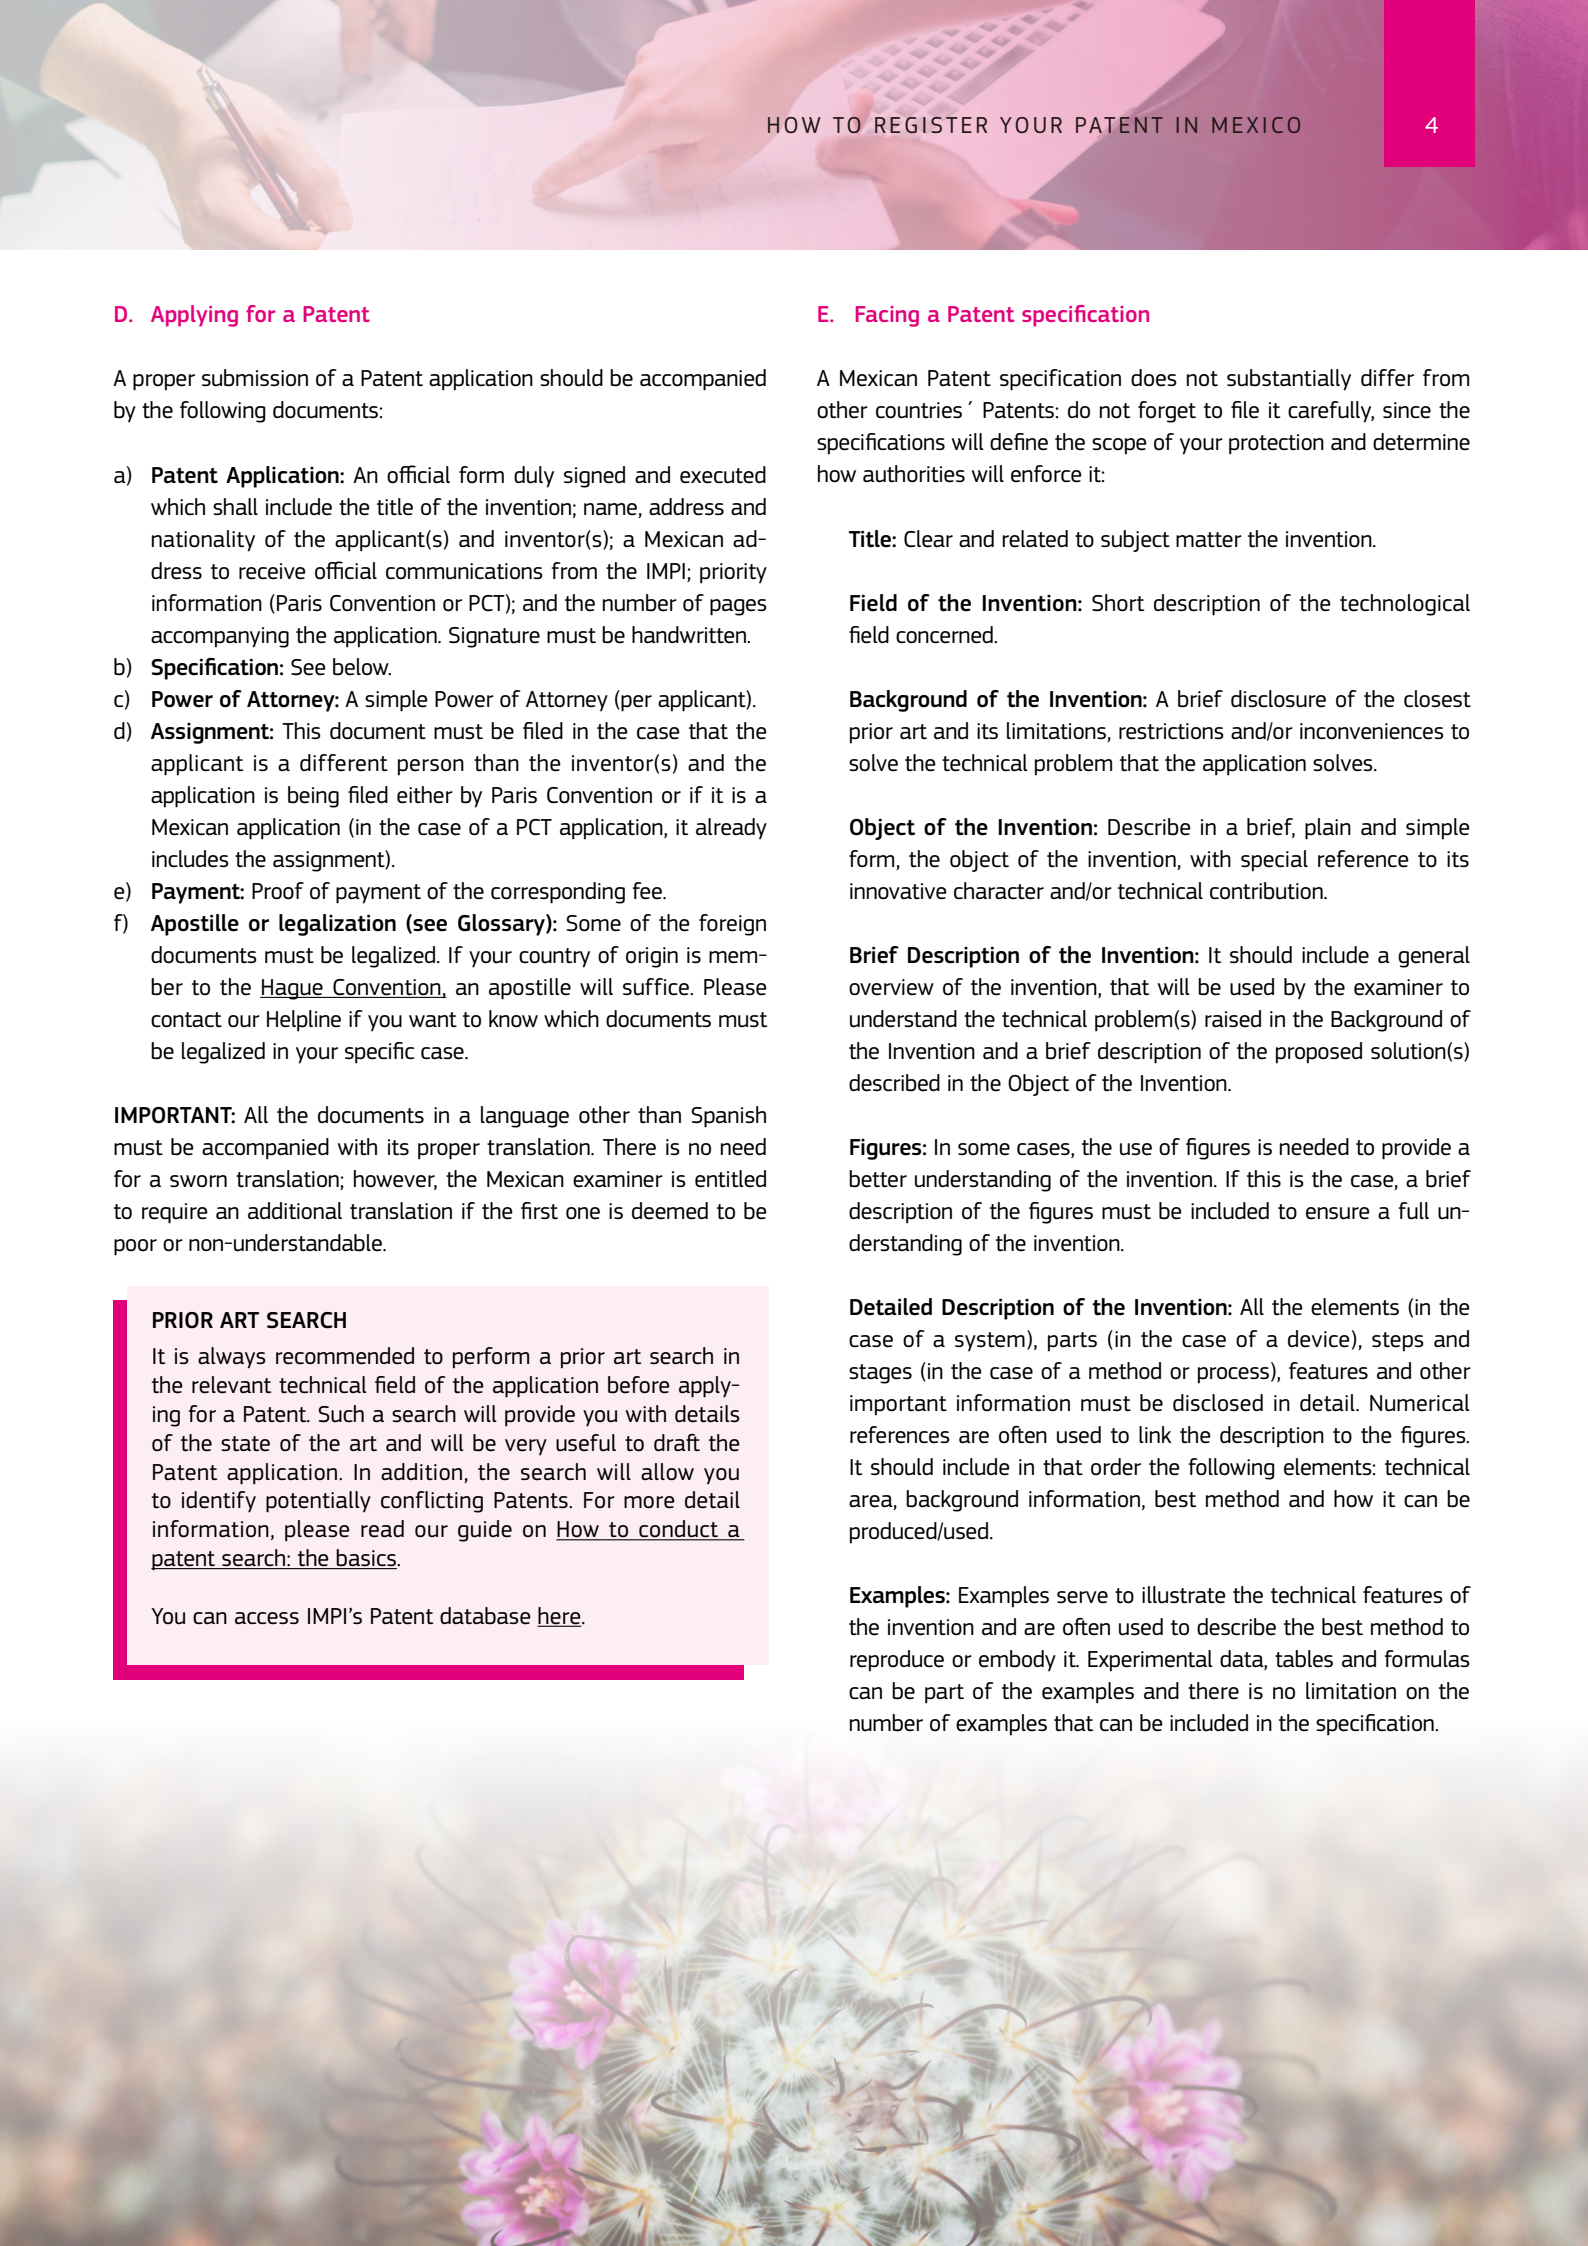 HOW TO REGISTER YOUR PATENT IN MEXICO
4
D. Applying for a Patent
A proper submission of a Patent application should be accompanied
by the following documents:
a) Patent Application: An official form duly signed and executed
which shall include the title of the invention; name, address and
nationality of the applicant(s) and inventor(s); a Mexican ad-
dress to receive official communications from the IMPI; priority
information (Paris Convention or PCT); and the number of pages
accompanying the application. Signature must be handwritten.
b) Specification: See below.
c) Power of Attorney: A simple Power of Attorney (per applicant).
d) Assignment: This document must be filed in the case that the
applicant is a different person than the inventor(s) and the
application is being filed either by Paris Convention or if it is a
Mexican application (in the case of a PCT application, it already
includes the assignment).
e) Payment: Proof of payment of the corresponding fee.
f) Apostille or legalization (see Glossary): Some of the foreign
documents must be legalized. If your country of origin is mem-
ber to the Hague Convention, an apostille will suffice. Please
contact our Helpline if you want to know which documents must
be legalized in your specific case.
IMPORTANT: All the documents in a language other than Spanish
must be accompanied with its proper translation. There is no need
for a sworn translation; however, the Mexican examiner is entitled
to require an additional translation if the first one is deemed to be
poor or non-understandable.
PRIOR ART SEARCH
It is always recommended to perform a prior art search in
the relevant technical field of the application before apply-
ing for a Patent. Such a search will provide you with details
of the state of the art and will be very useful to draft the
Patent application. In addition, the search will allow you
to identify potentially conflicting Patents. For more detail
information, please read our guide on How to conduct a
patent search: the basics.
You can access IMPI's Patent database here.
E. Facing a Patent specification
A Mexican Patent specification does not substantially differ from
other countries´ Patents: do not forget to file it carefully, since the
specifications will define the scope of your protection and determine
how authorities will enforce it:
Title: Clear and related to subject matter the invention.
Field of the Invention: Short description of the technological
field concerned.
Background of the Invention: A brief disclosure of the closest
prior art and its limitations, restrictions and/or inconveniences to
solve the technical problem that the application solves.
Object of the Invention: Describe in a brief, plain and simple
form, the object of the invention, with special reference to its
innovative character and/or technical contribution.
Brief Description of the Invention: It should include a general
overview of the invention, that will be used by the examiner to
understand the technical problem(s) raised in the Background of
the Invention and a brief description of the proposed solution(s)
described in the Object of the Invention.
Figures: In some cases, the use of figures is needed to provide a
better understanding of the invention. If this is the case, a brief
description of the figures must be included to ensure a full un-
derstanding of the invention.
Detailed Description of the Invention: All the elements (in the
case of a system), parts (in the case of a device), steps and
stages (in the case of a method or process), features and other
important information must be disclosed in detail. Numerical
references are often used to link the description to the figures.
It should include in that order the following elements: technical
area, background information, best method and how it can be
produced/used.
Examples: Examples serve to illustrate the technical features of
the invention and are often used to describe the best method to
reproduce or embody it. Experimental data, tables and formulas
can be part of the examples and there is no limitation on the
number of examples that can be included in the specification.